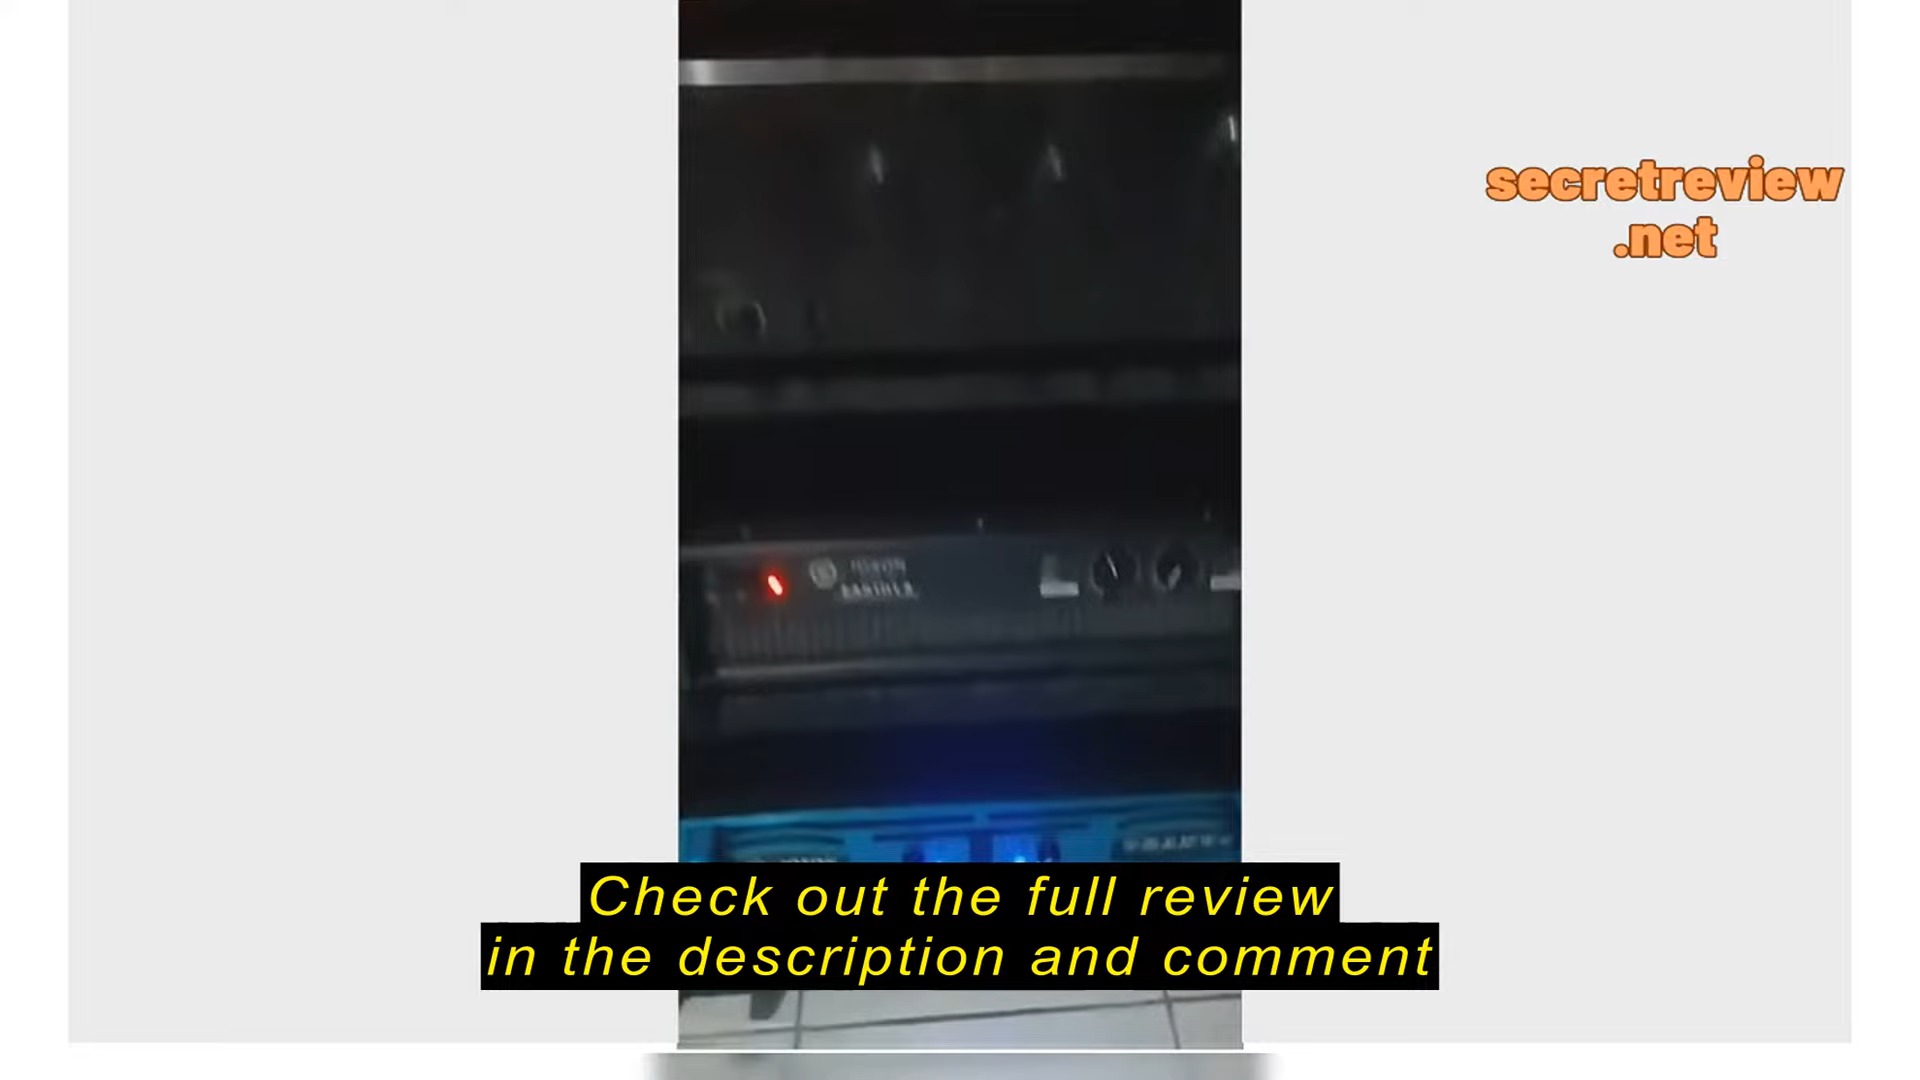 secretreview
.net
Check out the full review
in the description and comment